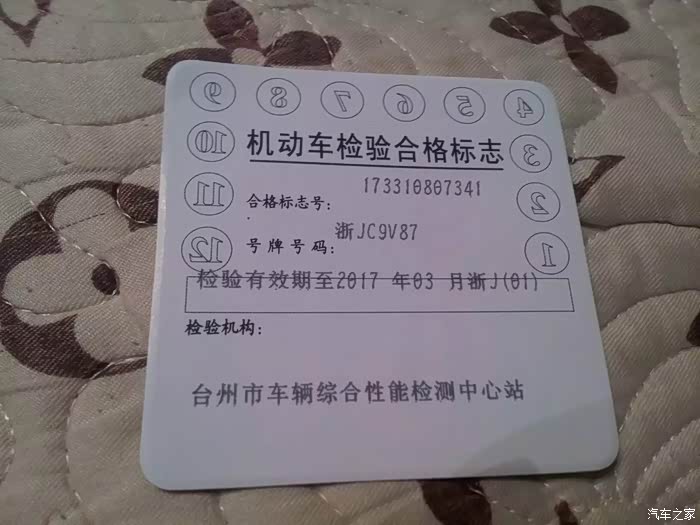 9 8 7 6 5 4
10 机动车检验合格标志 3
11 合格标志号: 173310807341 2
12 号牌号码: 浙JC9V87 1
检验有效期至2017 年03 月浙J(01)
检验机构:
台州市车辆综合性能检测中心站
汽车之家